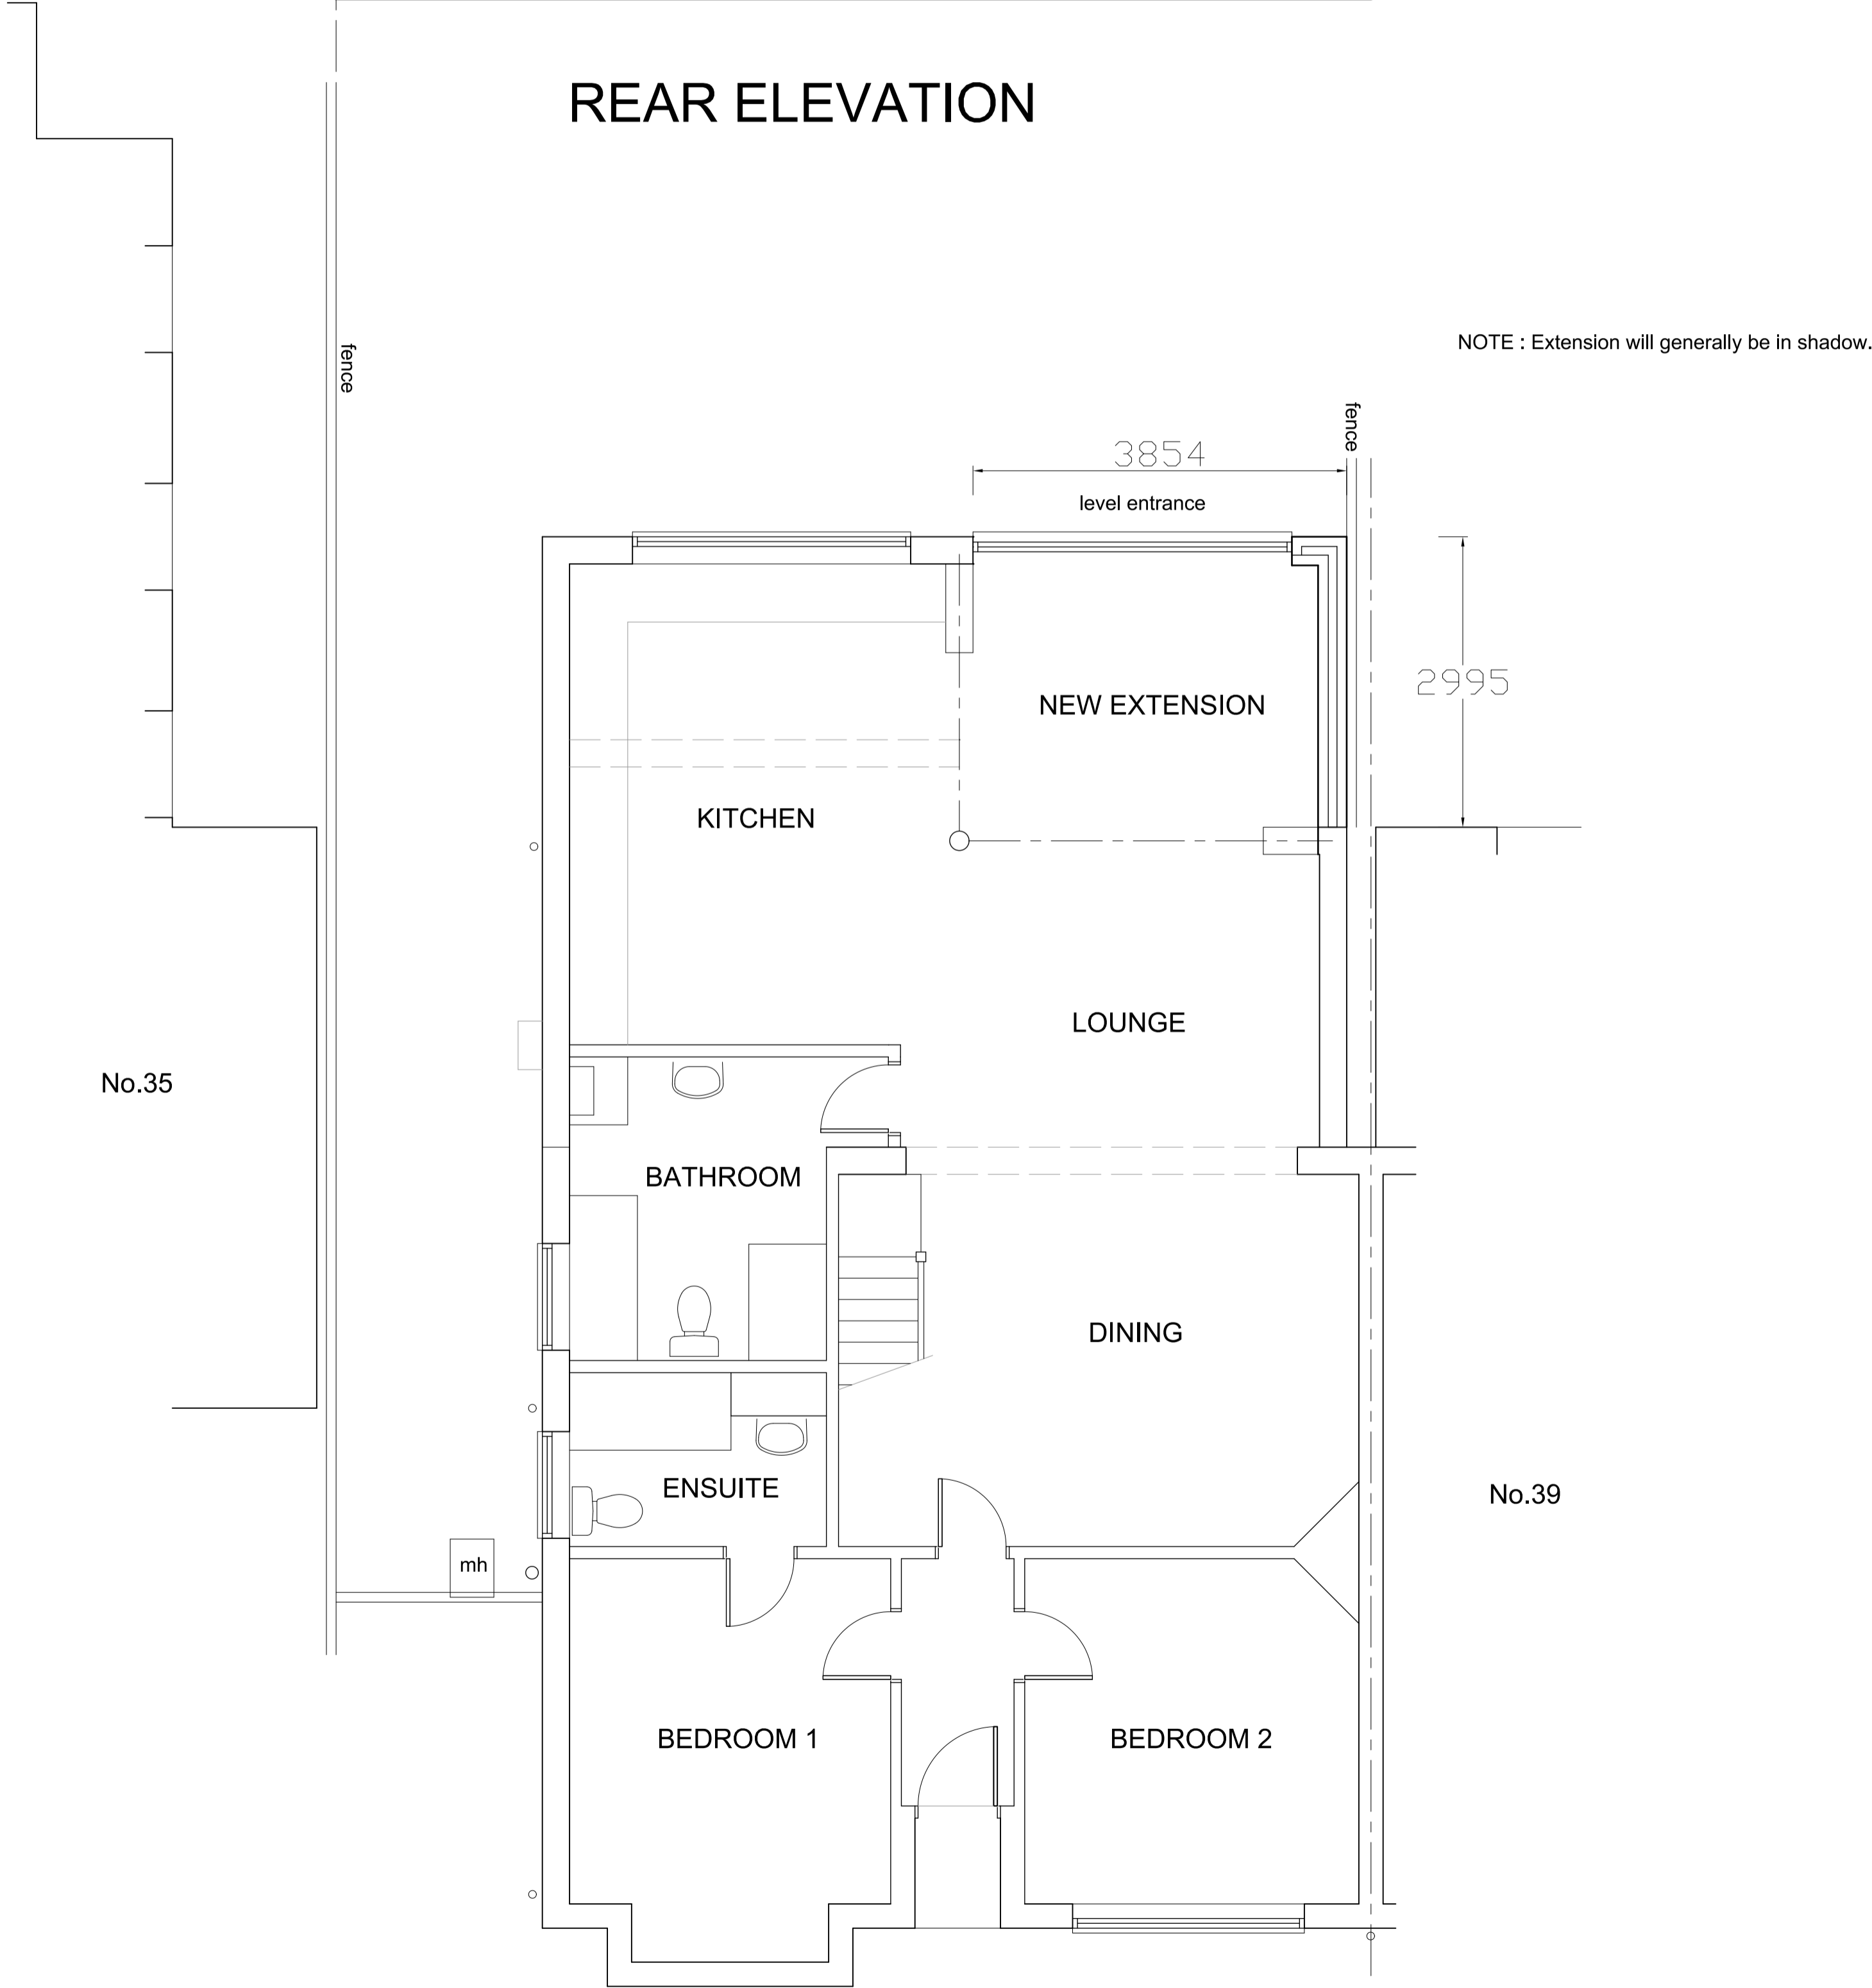 REAR ELEVATION
NOTE : Extension will generally be in shadow.
fence
fence
3854
level entrance
NEW EXTENSION
2995
KITCHEN
LOUNGE
No.35
BATHROOM
DINING
ENSUITE
No.39
mh
BEDROOM 1
BEDROOM 2